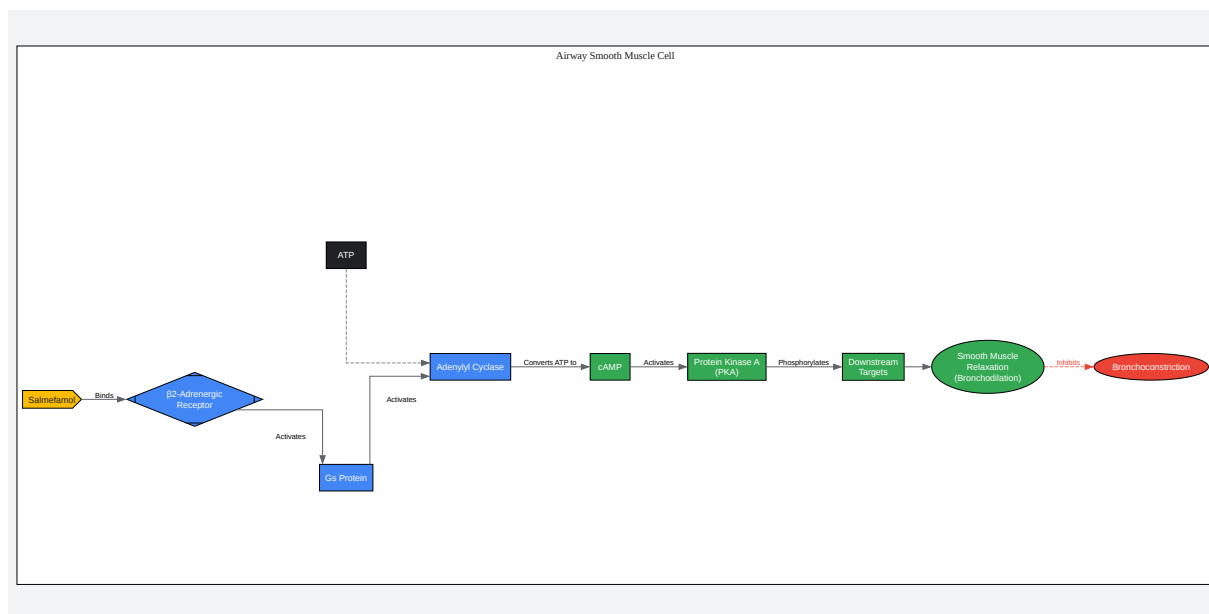 Airway Smooth Muscle Cell
ATP
Salmefamol
Binds
β2-Adrenergic
Receptor
Activates
Gs Protein
Activates
Adenylyl Cyclase
Converts ATP to
cAMP
Activates
Protein Kinase A
(PKA)
Phosphorylates
Downstream
Targets
Smooth Muscle
Relaxation
(Bronchodilation)
Inhibits
Bronchoconstriction